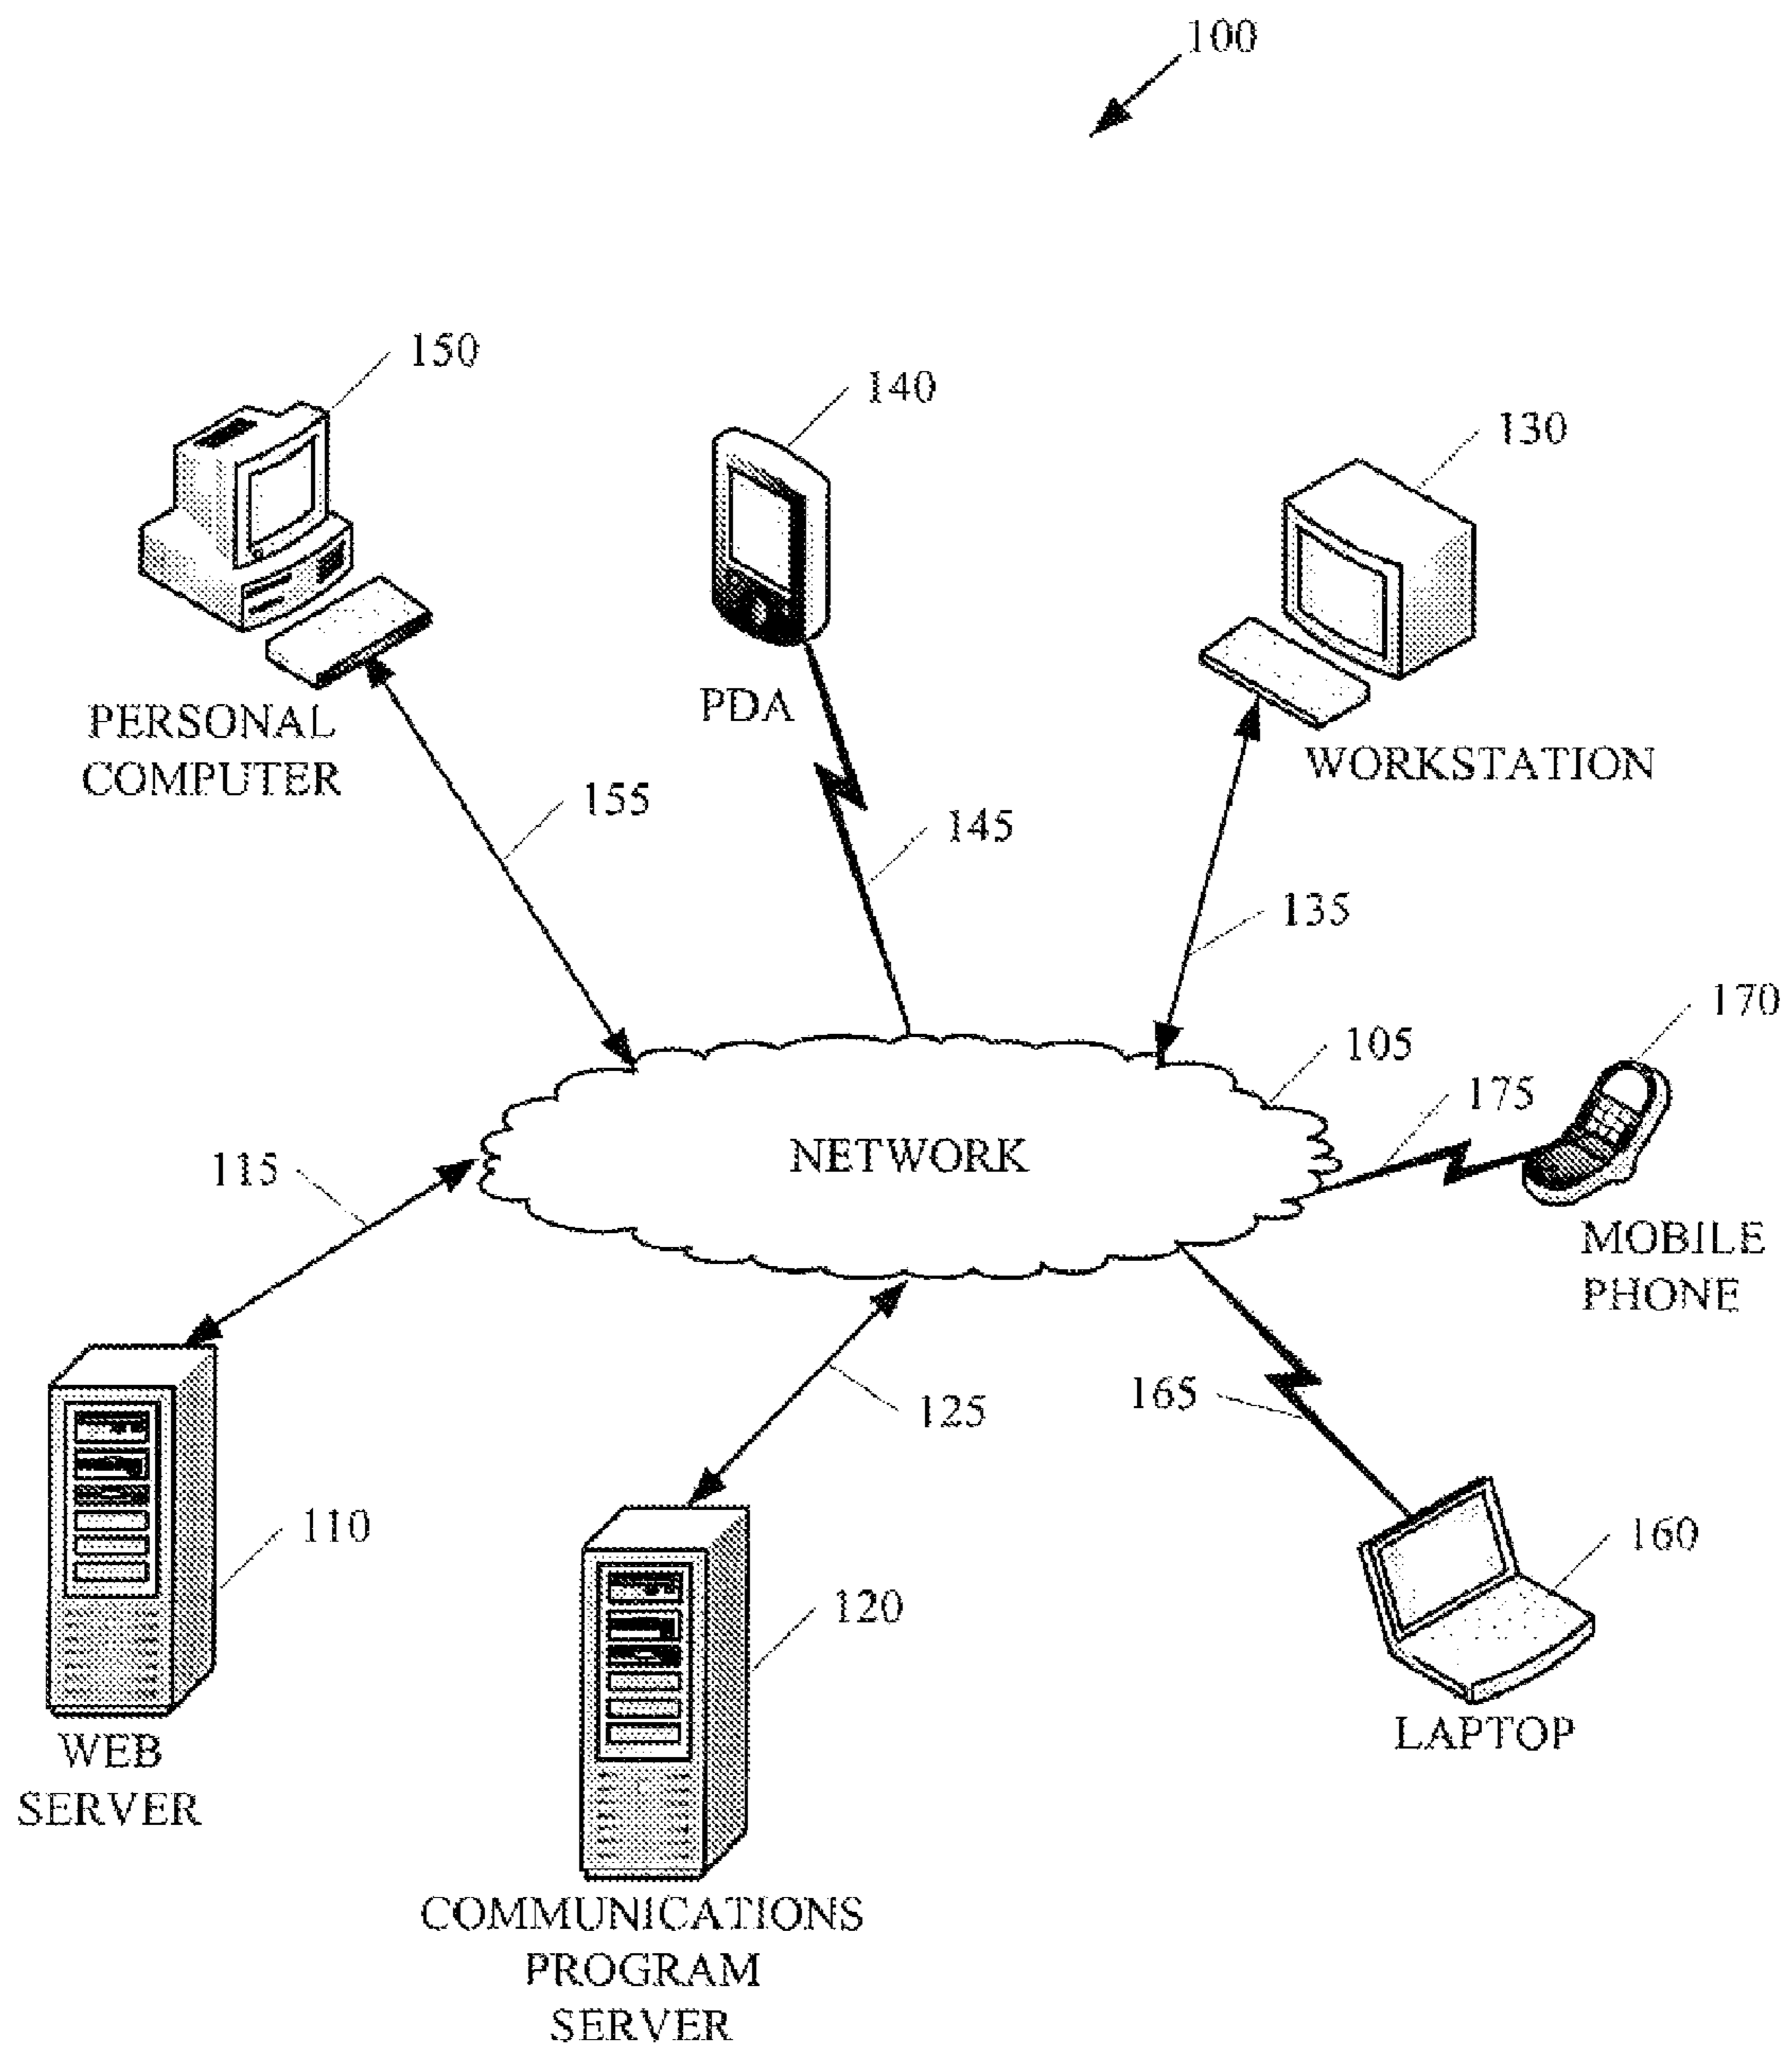 100
150
140
130
PERSONAL
COMPUTER
PDA
WORKSTATION
155
145
135
170
105
175
NETWORK
115
MOBILE
PHONE
125
165
110
160
120
WEB
SERVER
LAPTOP
COMMUNICATIONS
PROGRAM
SERVER